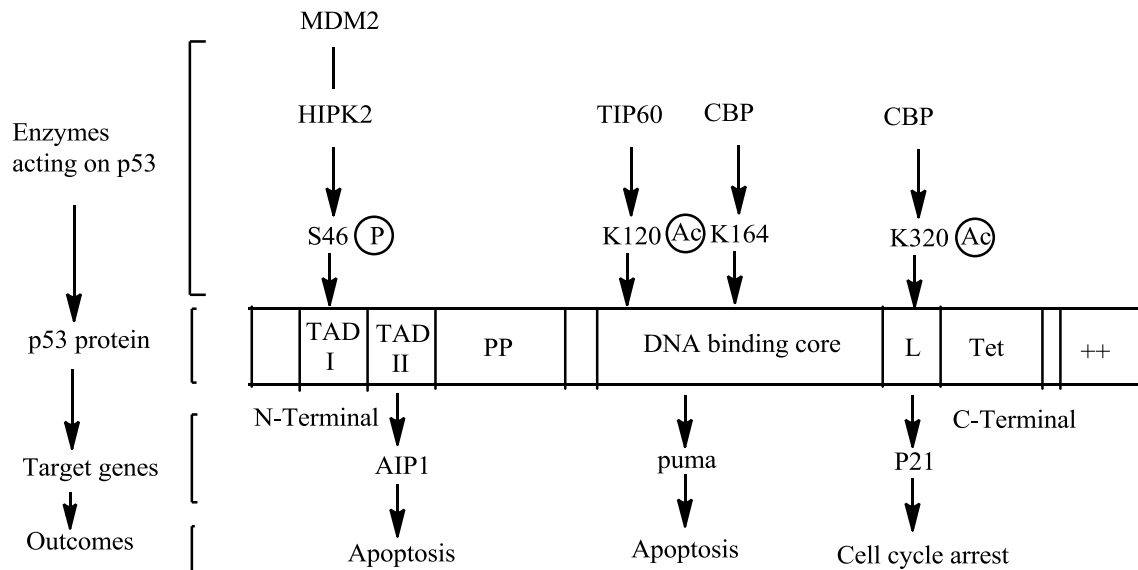 MDM2
HIPK2 TIP60 CBP CBP
Enzymes
acting on p53
S46 P K120 Ac K164 K320 Ac
p53 protein
TAD
I
TAD
II
PP
DNA binding core
L
Tet
++
N-Terminal C-Terminal
Target genes AIP1 puma P21
Outcomes Apoptosis Apoptosis Cell cycle arrest